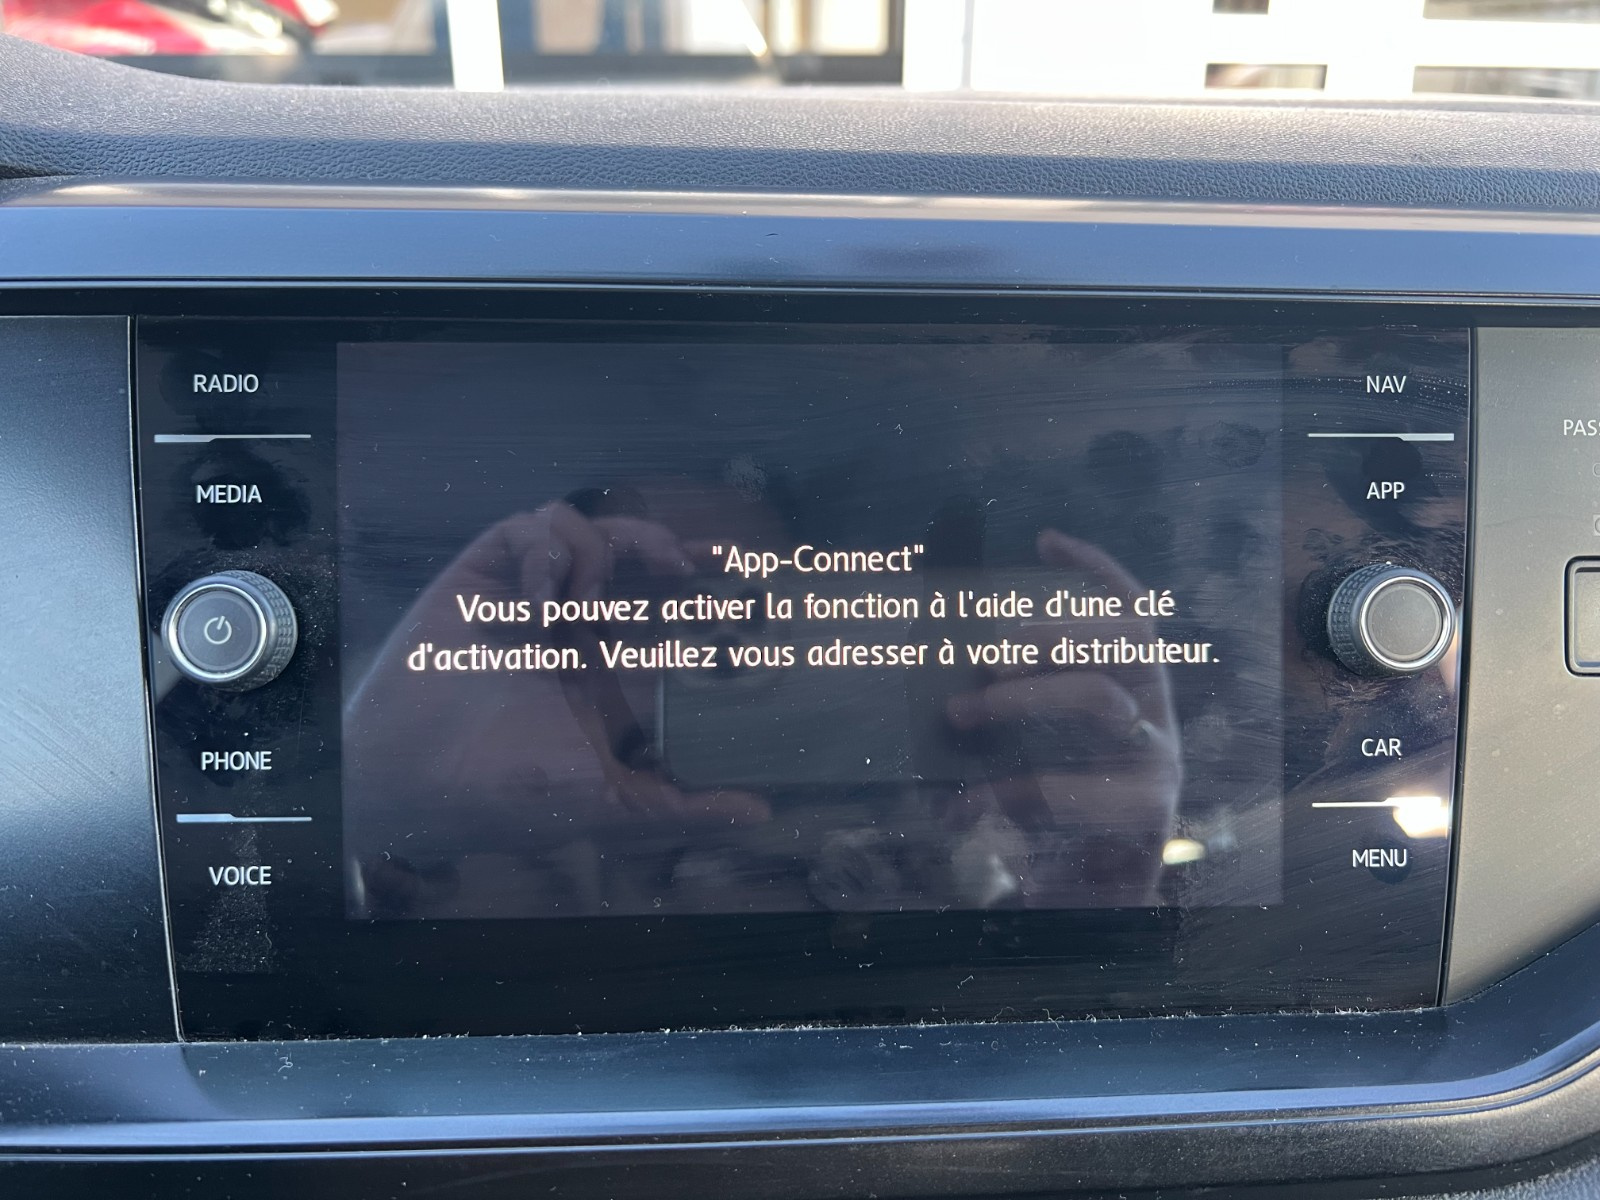 RADIO
MEDIA
PHONE
VOICE
"App-Connect"
Vous pouvez activer la fonction à l'aide d'une clé
d'activation. Veuillez vous adresser à votre distributeur.
NAV
APP
CAR
MENU
PAS